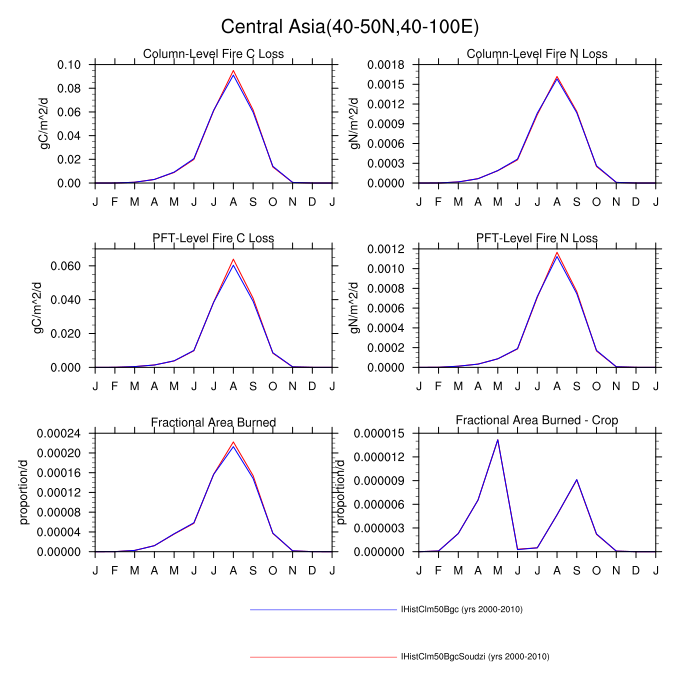 Central Asia(40-50N,40-100E)
Column-Level Fire C Loss
gC/m^2/d
0.10
0.08
0.06
0.04
0.02
0.00
J F M A M J J A S O N D J
Column-Level Fire N Loss
gN/m^2/d
0.0018
0.0015
0.0012
0.0009
0.0006
0.0003
0.0000
J F M A M J J A S O N D J
PFT-Level Fire C Loss
gC/m^2/d
0.060
0.040
0.020
0.000
J F M A M J J A S O N D J
PFT-Level Fire N Loss
gN/m^2/d
0.0012
0.0010
0.0008
0.0006
0.0004
0.0002
0.0000
J F M A M J J A S O N D J
Fractional Area Burned
proportion/d
0.00024
0.00020
0.00016
0.00012
0.00008
0.00004
0.00000
J F M A M J J A S O N D J
Fractional Area Burned - Crop
proportion/d
0.000015
0.000012
0.000009
0.000006
0.000003
0.000000
J F M A M J J A S O N D J
IHistClm50Bgc (yrs 2000-2010)
IHistClm50BgcSoudzi (yrs 2000-2010)